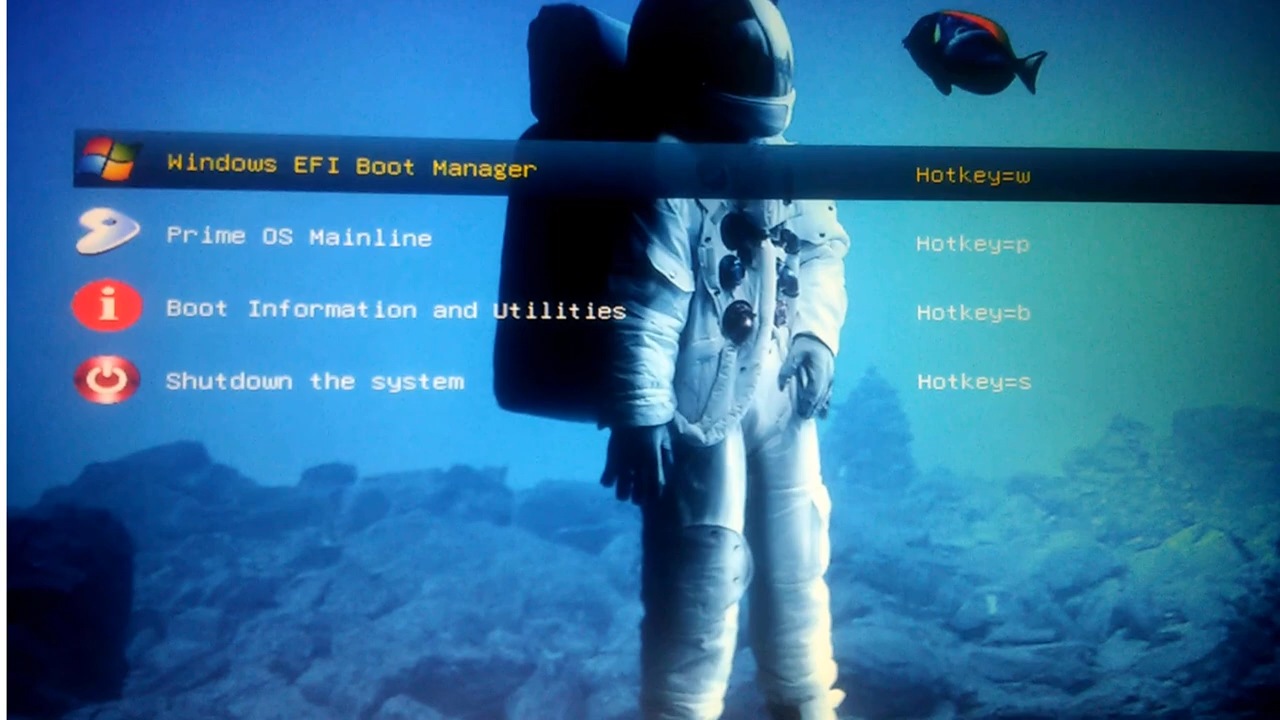 Windows EFI Boot Manager Hotkey=w
Prime OS Mainline Hotkey=p
Boot Information and Utilities Hotkey=b
Shutdown the system Hotkey=s